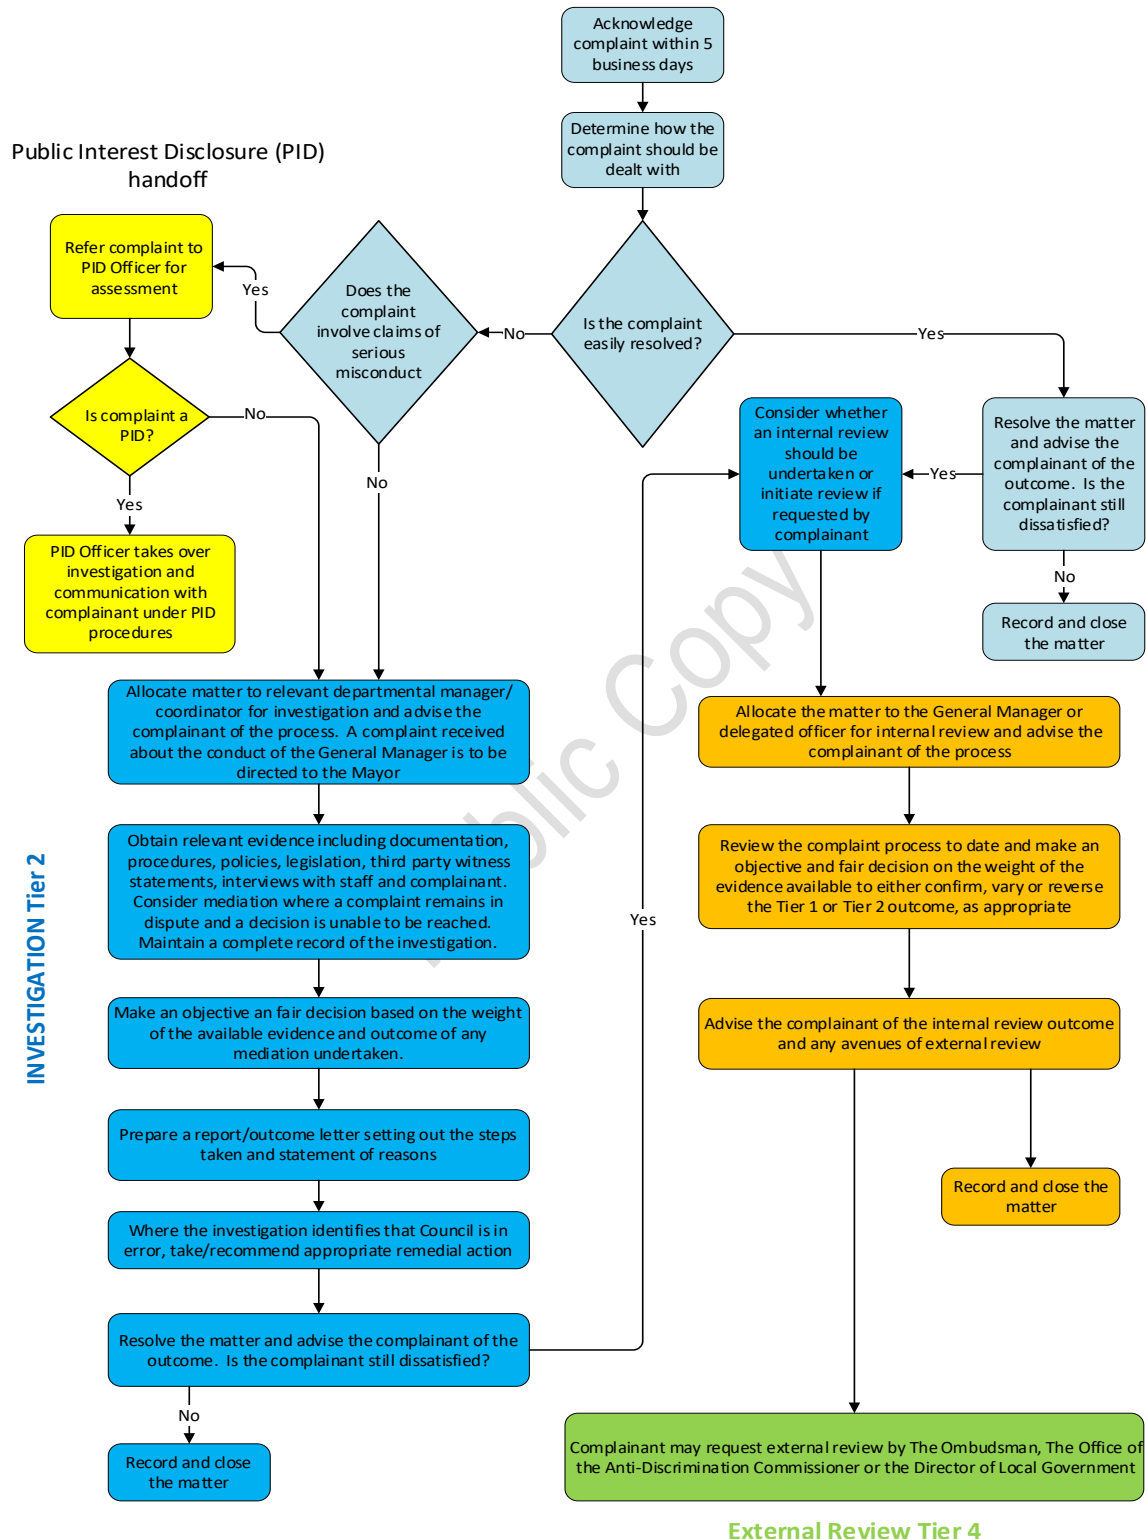 Acknowledge
complaint within 5
business days
Determine how the
complaint should be
dealt with
Public Interest Disclosure (PID)
handoff
Refer complaint to
PID Officer for
assessment
Yes
Does the
complaint
involve claims of
serious
misconduct
No
Is the complaint
easily resolved?
Yes
Is complaint a
PID?
No
Yes
No
PID Officer takes over
investigation and
communication with
complainant under PID
procedures
Consider whether
an internal review
should be
undertaken or
initiate review if
requested by
complainant
Yes
Resolve the matter
and advise the
complainant of the
outcome. Is the
complainant still
dissatisfied?
No
Record and close
the matter
Allocate matter to relevant departmental manager/
coordinator for investigation and advise the
complainant of the process. A complaint received
about the conduct of the General Manager is to be
directed to the Mayor
Allocate the matter to the General Manager or
delegated officer for internal review and advise the
complainant of the process
INVESTIGATION Tier 2
Obtain relevant evidence including documentation,
procedures, policies, legislation, third party witness
statements, interviews with staff and complainant.
Consider mediation where a complaint remains in
dispute and a decision is unable to be reached.
Maintain a complete record of the investigation.
Yes
Review the complaint process to date and make an
objective and fair decision on the weight of the
evidence available to either confirm, vary or reverse
the Tier 1 or Tier 2 outcome, as appropriate
Make an objective an fair decision based on the weight
of the available evidence and outcome of any
mediation undertaken.
Advise the complainant of the internal review outcome
and any avenues of external review
Prepare a report/outcome letter setting out the steps
taken and statement of reasons
Record and close the
matter
Where the investigation identifies that Council is in
error, take/recommend appropriate remedial action
Resolve the matter and advise the complainant of the
outcome. Is the complainant still dissatisfied?
No
Record and close
the matter
Complainant may request external review by The Ombudsman, The Office of
the Anti-Discrimination Commissioner or the Director of Local Government
External Review Tier 4
Public Copy